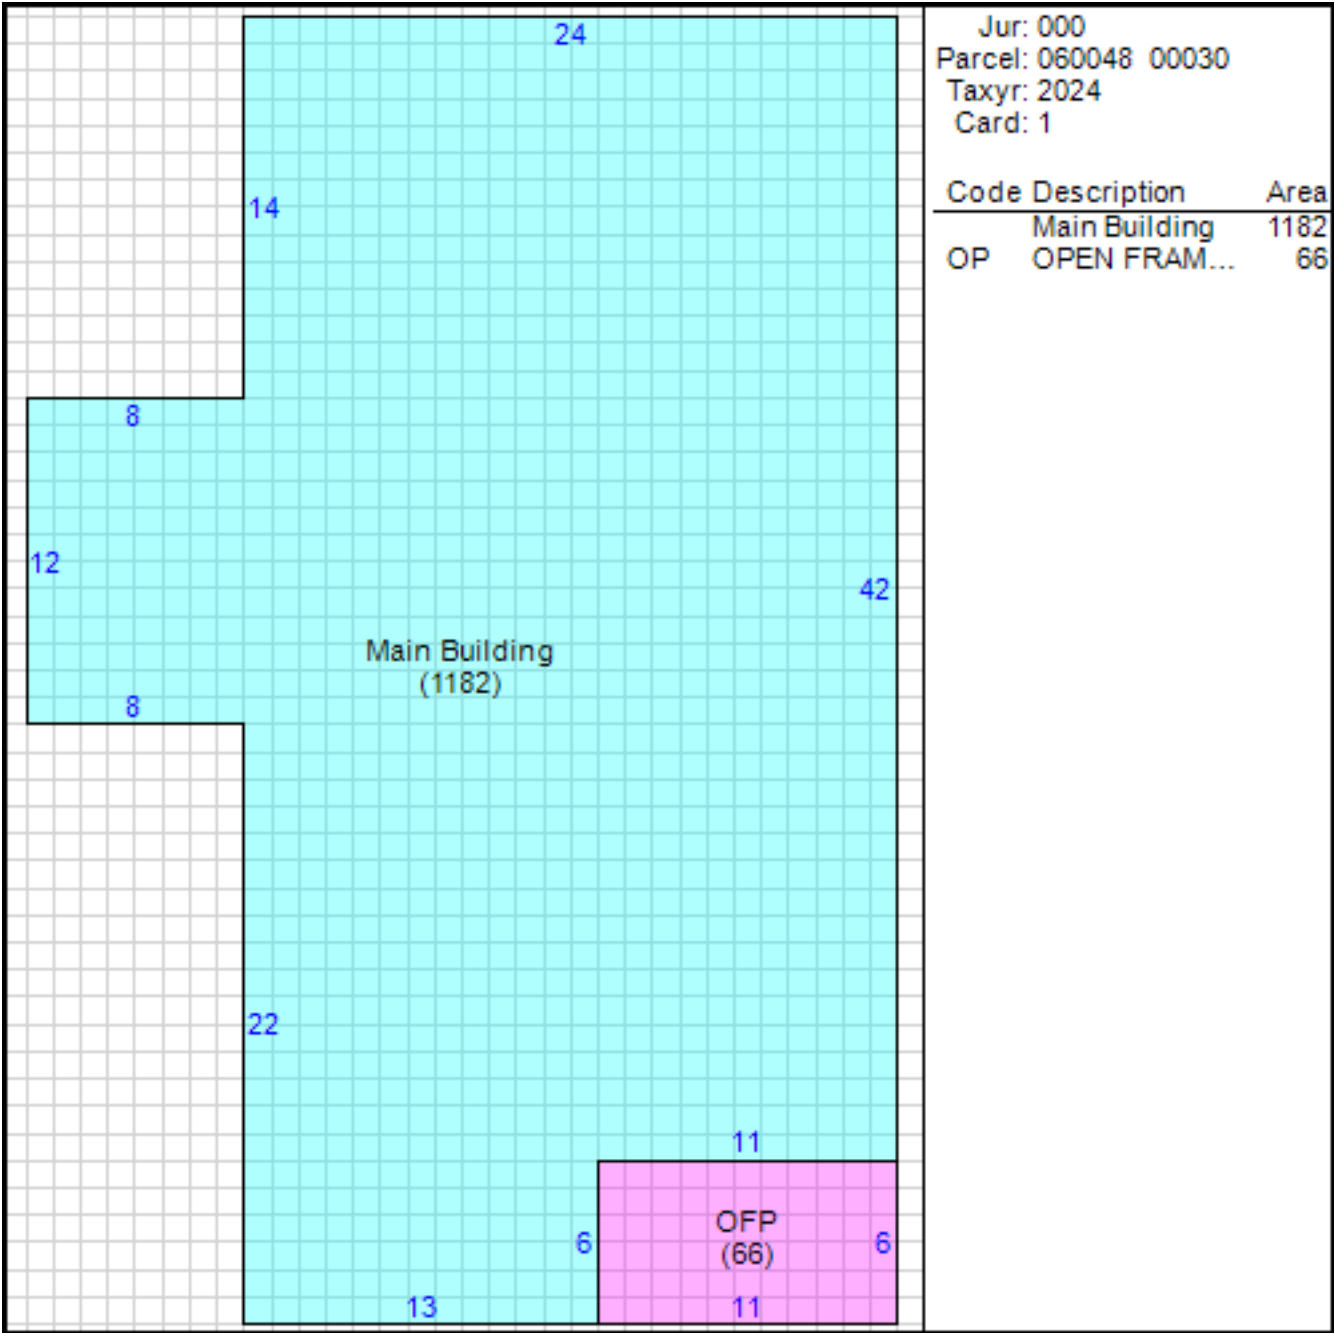 24
14
8
12
42
Main Building
(1182)
8
22
11
OFP
(66)
6
6
13
11
Jur: 000
Parcel: 060048 00030
Taxyr: 2024
Card: 1
Code Description Area
Main Building 1182
OP OPEN FRAM... 66